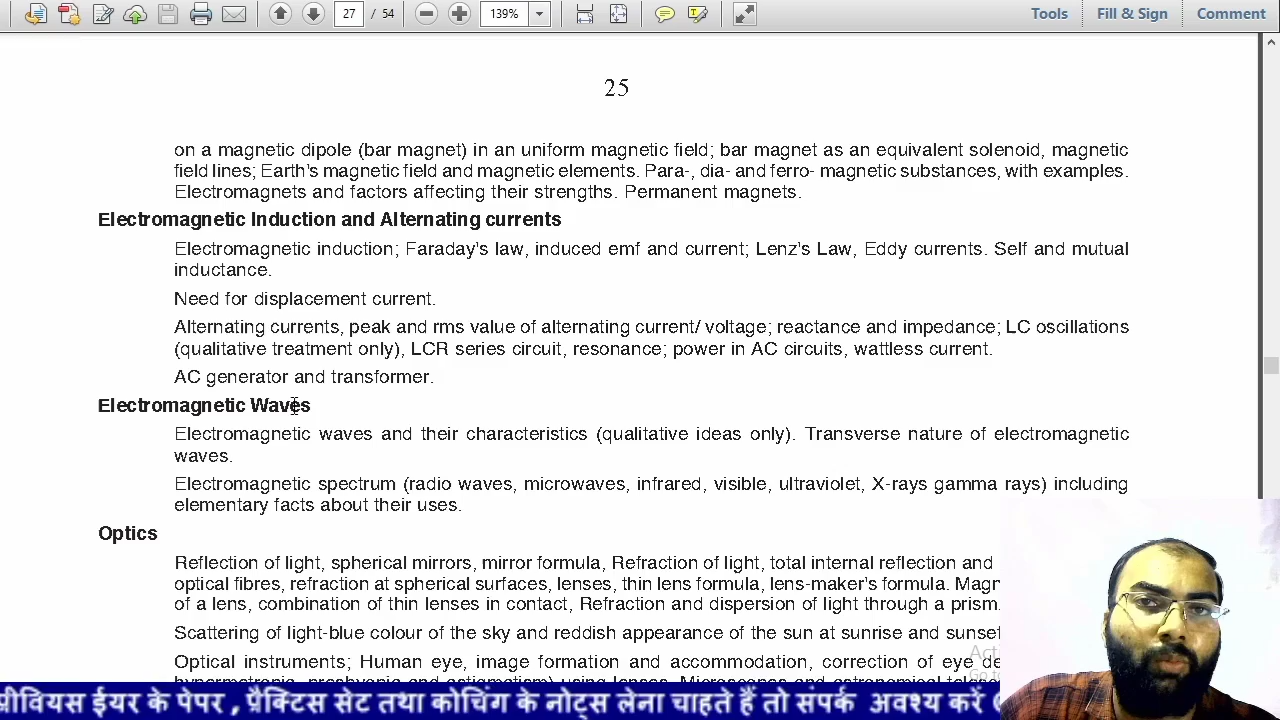 27 / 54 139% Tools Fill & Sign Comment
25
on a magnetic dipole (bar magnet) in an uniform magnetic field; bar magnet as an equivalent solenoid, magnetic
field lines; Earth's magnetic field and magnetic elements. Para-, dia- and ferro- magnetic substances, with examples.
Electromagnets and factors affecting their strengths. Permanent magnets.
Electromagnetic Induction and Alternating currents
Electromagnetic induction; Faraday's law, induced emf and current; Lenz's Law, Eddy currents. Self and mutual
inductance.
Need for displacement current.
Alternating currents, peak and rms value of alternating current/ voltage; reactance and impedance; LC oscillations
(qualitative treatment only), LCR series circuit, resonance; power in AC circuits, wattless current.
AC generator and transformer.
Electromagnetic Waves
Electromagnetic waves and their characteristics (qualitative ideas only). Transverse nature of electromagnetic
waves.
Electromagnetic spectrum (radio waves, microwaves, infrared, visible, ultraviolet, X-rays gamma rays) including
elementary facts about their uses.
Optics
Reflection of light, spherical mirrors, mirror formula, Refraction of light, total internal reflection and
optical fibres, refraction at spherical surfaces, lenses, thin lens formula, lens-maker's formula. Magn
of a lens, combination of thin lenses in contact, Refraction and dispersion of light through a prism.
Scattering of light-blue colour of the sky and reddish appearance of the sun at sunrise and sunset
Optical instruments; Human eye, image formation and accommodation, correction of eye de
प्रीवियस ईयर के पेपर , प्रैक्टिस सेट तथा कोचिंग के नोट्स लेना चाहते हैं तो संपर्क अवश्य करें